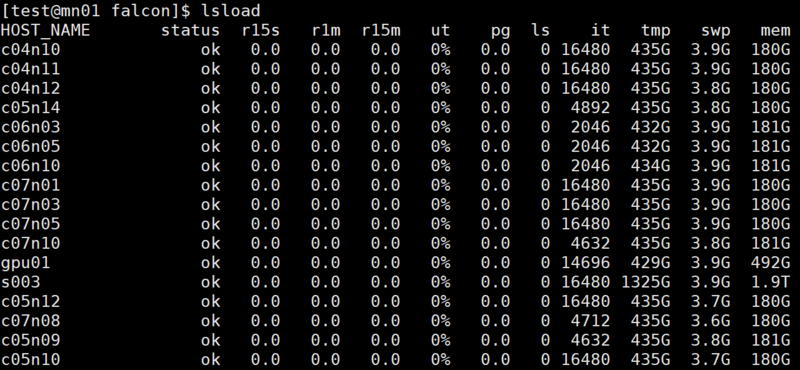 [test@mn01 falcon]$ lsload
HOST_NAME status r15s r1m r15m ut pg ls it tmp swp mem
c04n10 ok 0.0 0.0 0.0 0% 0.0 0 16480 435G 3.9G 180G
c04n11 ok 0.0 0.0 0.0 0% 0.0 0 16480 435G 3.9G 180G
c04n12 ok 0.0 0.0 0.0 0% 0.0 0 16480 435G 3.8G 180G
c05n14 ok 0.0 0.0 0.0 0% 0.0 0 4892 435G 3.8G 180G
c06n03 ok 0.0 0.0 0.0 0% 0.0 0 2046 432G 3.9G 181G
c06n05 ok 0.0 0.0 0.0 0% 0.0 0 2046 432G 3.9G 181G
c06n10 ok 0.0 0.0 0.0 0% 0.0 0 2046 434G 3.9G 181G
c07n01 ok 0.0 0.0 0.0 0% 0.0 0 16480 435G 3.9G 180G
c07n03 ok 0.0 0.0 0.0 0% 0.0 0 16480 435G 3.9G 180G
c07n05 ok 0.0 0.0 0.0 0% 0.0 0 16480 435G 3.9G 180G
c07n10 ok 0.0 0.0 0.0 0% 0.0 0 4632 435G 3.8G 181G
gpu01 ok 0.0 0.0 0.0 0% 0.0 0 14696 429G 3.9G 492G
s003 ok 0.0 0.0 0.0 0% 0.0 0 16480 1325G 3.9G 1.9T
c05n12 ok 0.0 0.0 0.0 0% 0.0 0 16480 435G 3.7G 180G
c07n08 ok 0.0 0.0 0.0 0% 0.0 0 4712 435G 3.6G 180G
c05n09 ok 0.0 0.0 0.0 0% 0.0 0 4632 435G 3.8G 181G
c05n10 ok 0.0 0.0 0.0 0% 0.0 0 16480 435G 3.7G 180G